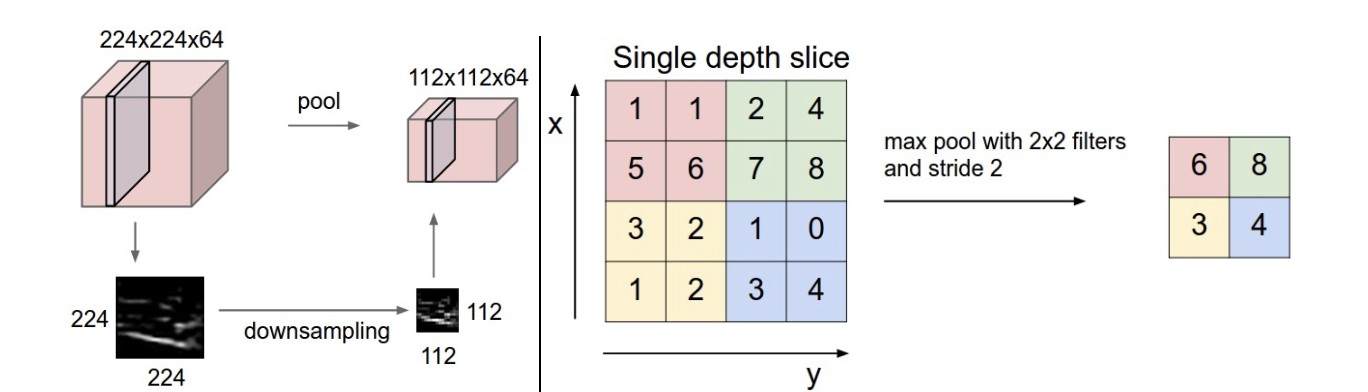 224x224x64
pool
112x112x64
224
224
downsampling
112
112
Single depth slice
x
1 1 2 4
5 6 7 8
3 2 1 0
1 2 3 4
y
max pool with 2x2 filters
and stride 2
6 8
3 4